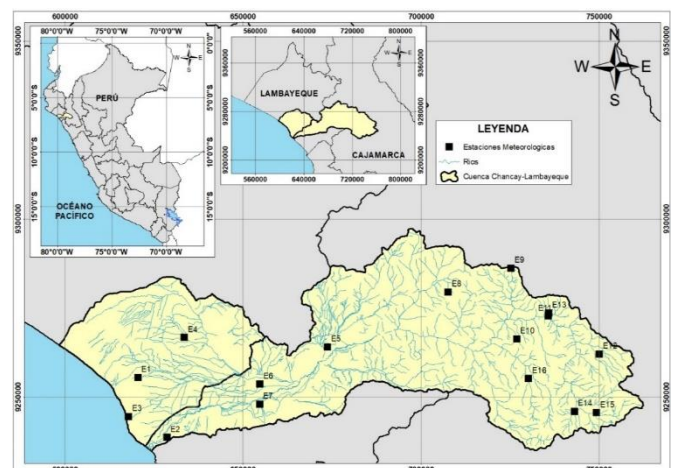 600000 650000 700000 750000
80°0'0"W 75°0'0"W 70°0'0"W
560000 640000 720000 800000
N
W E
S
9350000
0°0'0"
5°0'0"S
10°0'0"S
15°0'0"S
PERÚ
OCÉANO
PACÍFICO
80°0'0"W 75°0'0"W 70°0'0"W
9360000
9280000
9200000
LAMBAYEQUE
CAJAMARCA
560000 640000 720000 800000
LEYENDA
Estaciones Meteorologicas
Rios
Cuenca Chancay-Lambayeque
9300000
9300000
E9
E8
E13
E4
E10
E5
E1
E6
E16
E7
E3
E14
E15
E2
9250000
9250000
600000 650000 700000 750000